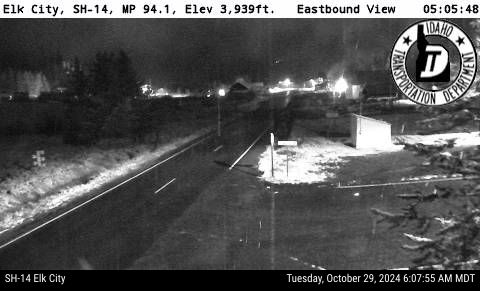 Elk City, SH-14, MP 94.1, Elev 3,939ft. Eastbound View 05:05:48
IDAHO
TRANSPORTATION DEPARTMENT
SH-14 Elk City Tuesday, October 29, 2024 6:07:55 AM MDT